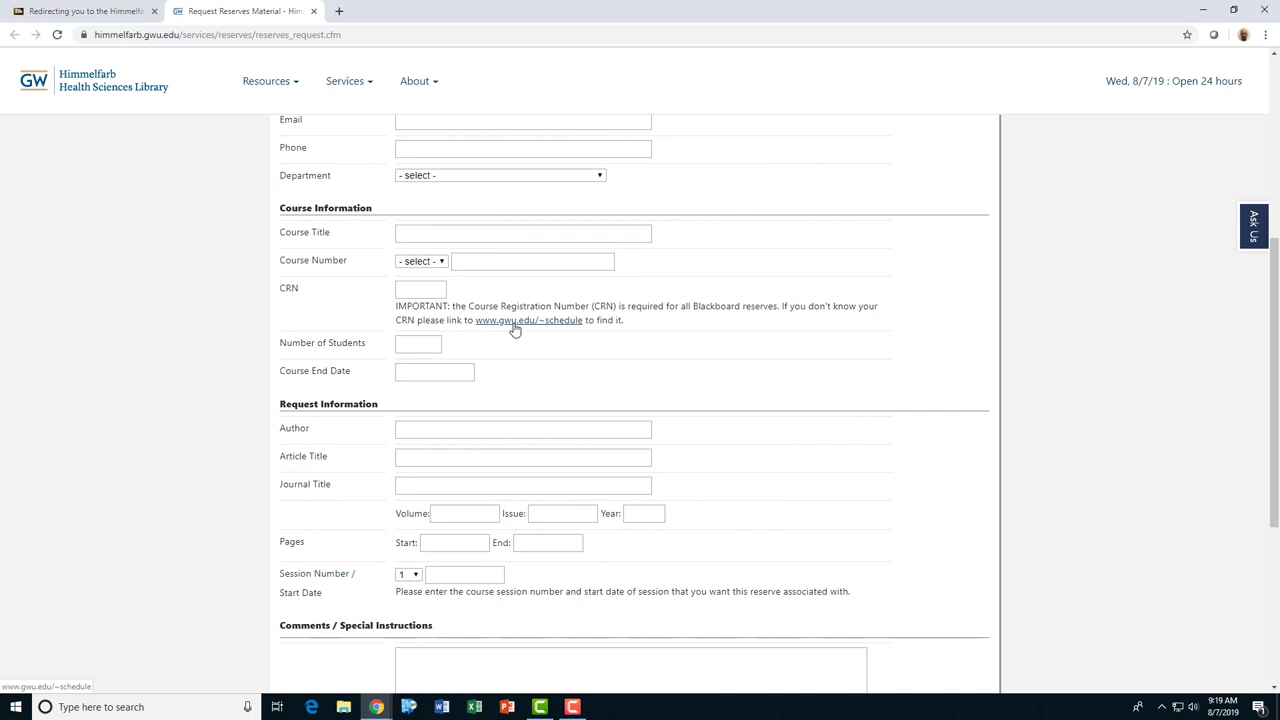 Redirecting you to the Himmelfa
Request Reserves Material - Him
himmelfarb.gwu.edu/services/reserves/reserves_request.cfm
GW
Himmelfarb
Health Sciences Library
Resources
Services
About
Wed, 8/7/19 : Open 24 hours
Ask Us
Email
Phone
Department
- select -
Course Information
Course Title
Course Number
- select -
CRN
IMPORTANT: the Course Registration Number (CRN) is required for all Blackboard reserves. If you don't know your
CRN please link to www.gwu.edu/~schedule to find it.
Number of Students
Course End Date
Request Information
Author
Article Title
Journal Title
Volume: Issue: Year:
Pages
Start: End:
Session Number /
Start Date
1
Please enter the course session number and start date of session that you want this reserve associated with.
Comments / Special Instructions
www.gwu.edu/~schedule
Type here to search
9:19 AM
8/7/2019